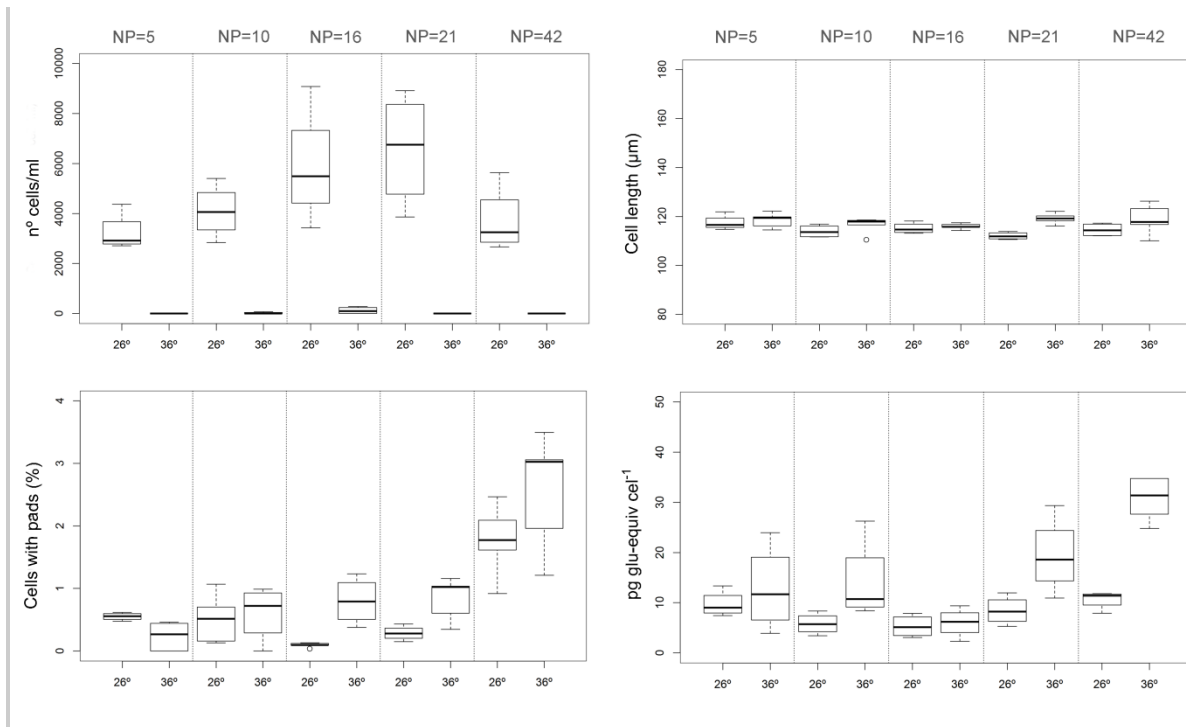 NP=5 NP=10 NP=16 NP=21 NP=42
nº cells/ml
10000
8000
6000
4000
2000
0
26º 36º 26º 36º 26º 36º 26º 36º 26º 36º
NP=5 NP=10 NP=16 NP=21 NP=42
Cell length (µm)
180
160
140
120
100
80
26º 36º 26º 36º 26º 36º 26º 36º 26º 36º
Cells with pads (%)
4
3
2
1
0
26º 36º 26º 36º 26º 36º 26º 36º 26º 36º
pg glu-equiv cel⁻¹
50
40
30
20
10
0
26º 36º 26º 36º 26º 36º 26º 36º 26º 36º